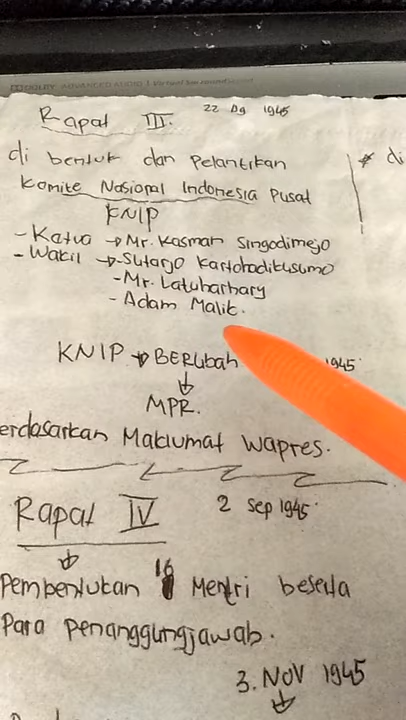 Rapat III. 22 Ag 1945
di bentuk dan Pelantikan * di
Komite Nasional Indonesia Pusat
KNIP
- Katua → Mr. Kasman Singodimejo
- Wakil → Sutarjo Kartohadikusumo
- Mr. Latuharhary
- Adam Malik.
KNIP → BERUbah 1945
↓
MPR.
erdasarkan Maklumat Wapres.
Rapat IV 2 Sep 1945
↓
Pembentukan 16 Mentri beserta
Para penanggungjawab.
3. NOV 1945
↓